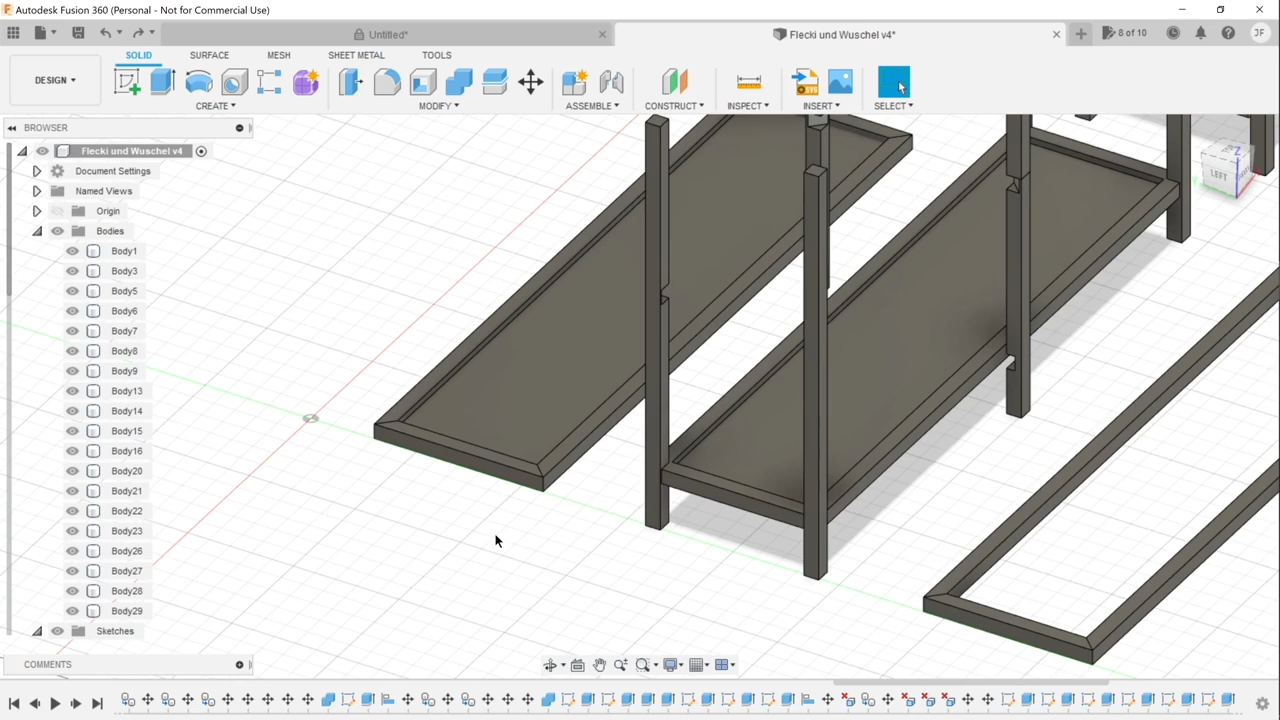 Autodesk Fusion 360 (Personal - Not for Commercial Use)
Untitled*
Flecki und Wuschel v4*
8 of 10
JF
SOLID SURFACE MESH SHEET METAL TOOLS
DESIGN
CREATE MODIFY ASSEMBLE CONSTRUCT INSPECT INSERT SELECT
BROWSER
Flecki und Wuschel v4
Document Settings
Named Views
Origin
Bodies
Body1
Body3
Body5
Body6
Body7
Body8
Body9
Body13
Body14
Body15
Body16
Body20
Body21
Body22
Body23
Body26
Body27
Body28
Body29
Sketches
COMMENTS
Z
LEFT